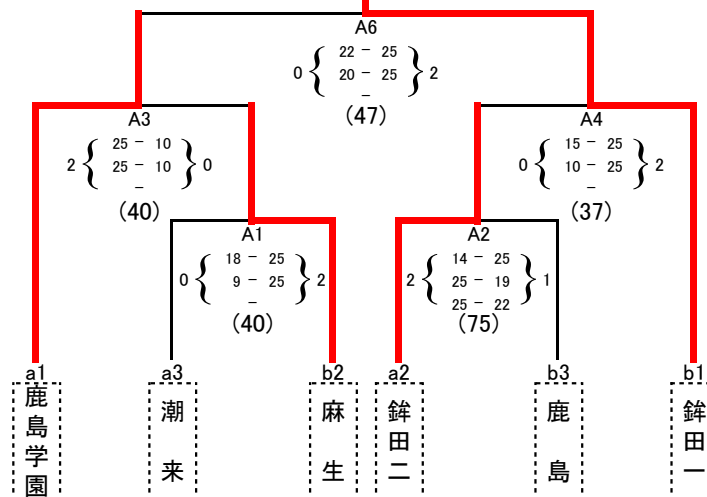 A6
22 − 25
0 { 20 − 25 } 2
−
(47)
A3
25 − 10
2 { 25 − 10 } 0
−
(40)
A4
15 − 25
0 { 10 − 25 } 2
−
(37)
A1
18 − 25
0 { 9 − 25 } 2
−
(40)
A2
14 − 25
2 { 25 − 19 } 1
25 − 22
(75)
a1
鹿島学園
a3
潮来
b2
麻生
a2
鉾田二
b3
鹿島
b1
鉾田一